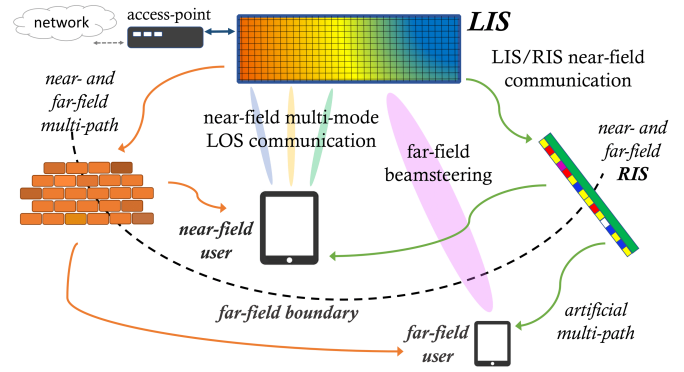 network
access-point
LIS
LIS/RIS near-field
communication
near- and
far-field
multi-path
near-field multi-mode
LOS communication
far-field
beamsteering
near- and
far-field
RIS
near-field
user
far-field boundary
artificial
multi-path
far-field
user